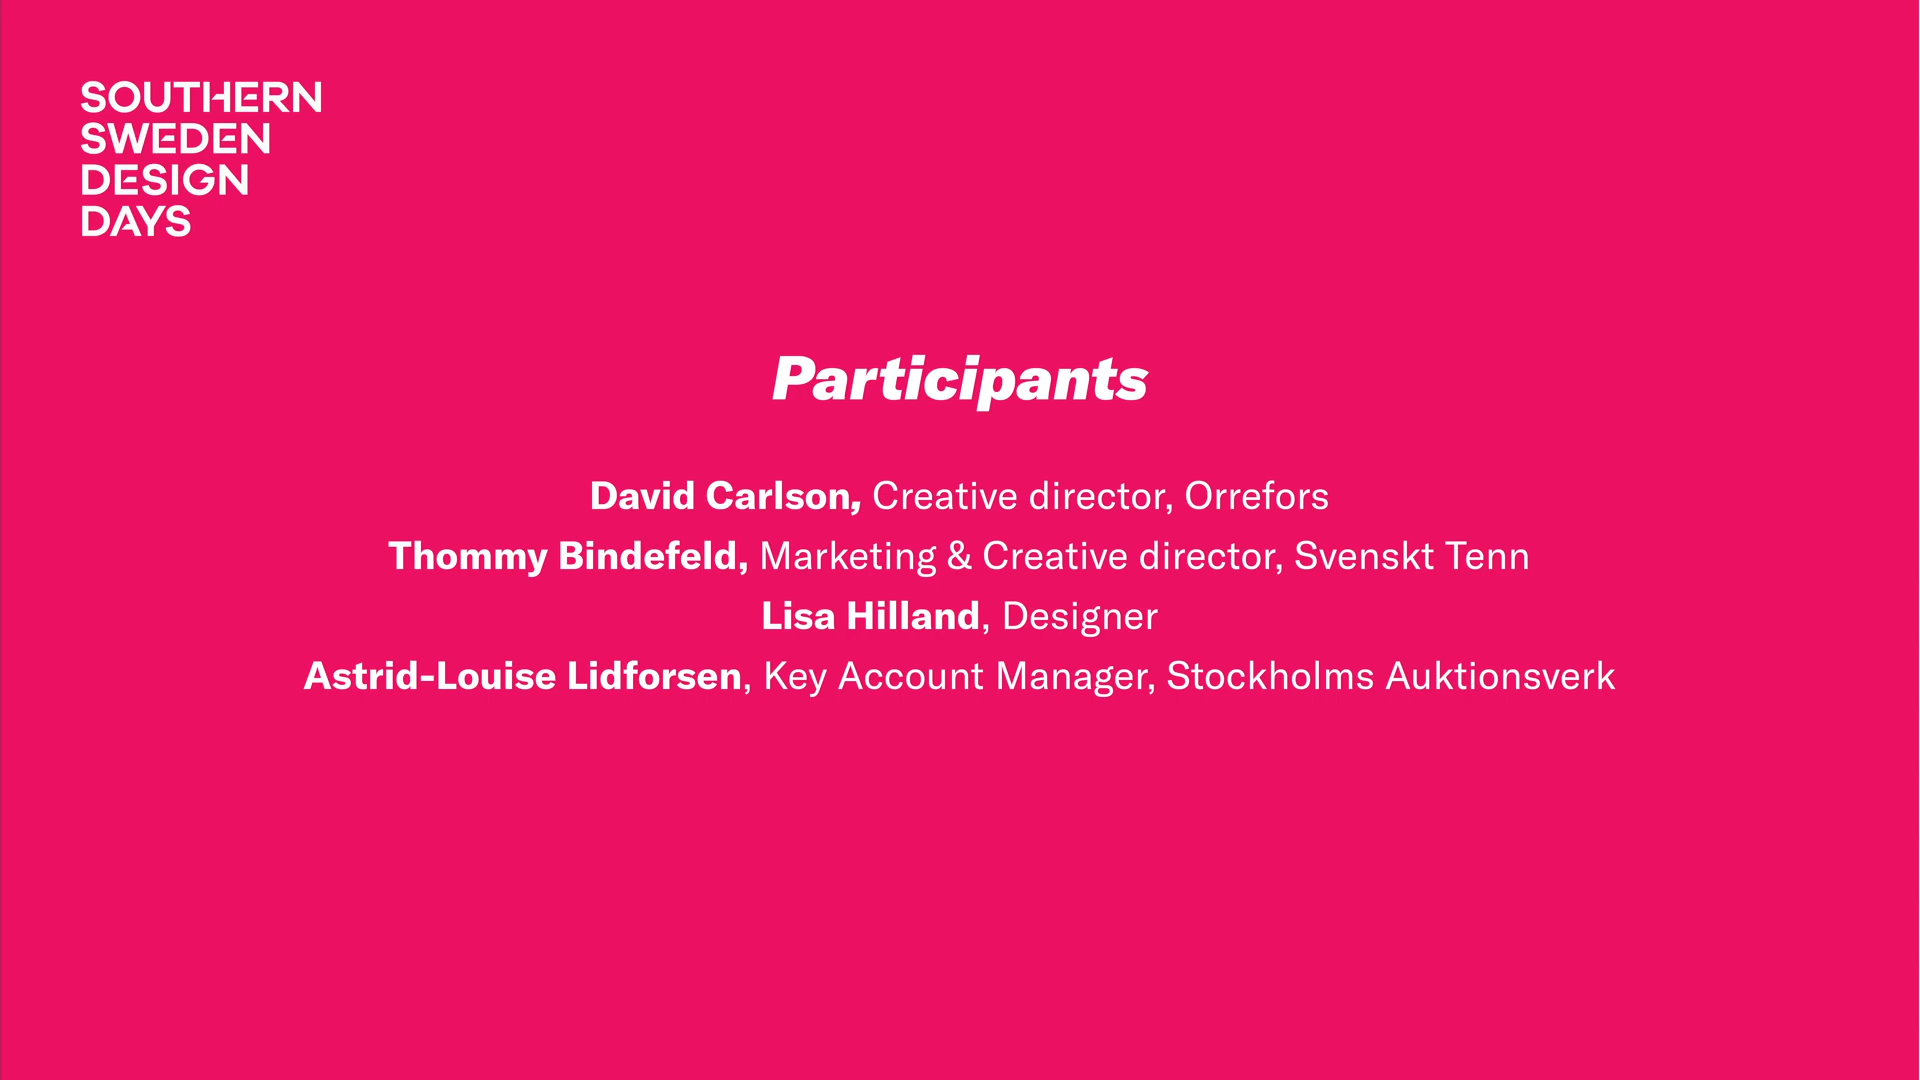 SOUTHERN
SWEDEN
DESIGN
DAYS
Participants
David Carlson, Creative director, Orrefors
Thommy Bindefeld, Marketing & Creative director, Svenskt Tenn
Lisa Hilland, Designer
Astrid-Louise Lidforsen, Key Account Manager, Stockholms Auktionsverk